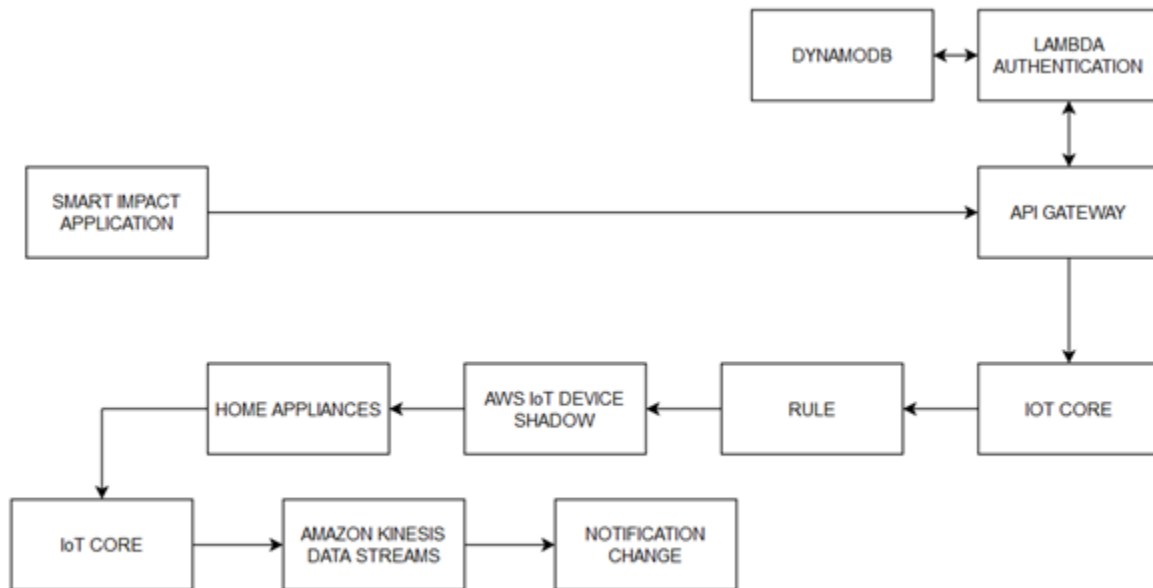 DYNAMODB
LAMBDA
AUTHENTICATION
SMART IMPACT
APPLICATION
API GATEWAY
HOME APPLIANCES
AWS IoT DEVICE
SHADOW
RULE
IOT CORE
IoT CORE
AMAZON KINESIS
DATA STREAMS
NOTIFICATION
CHANGE